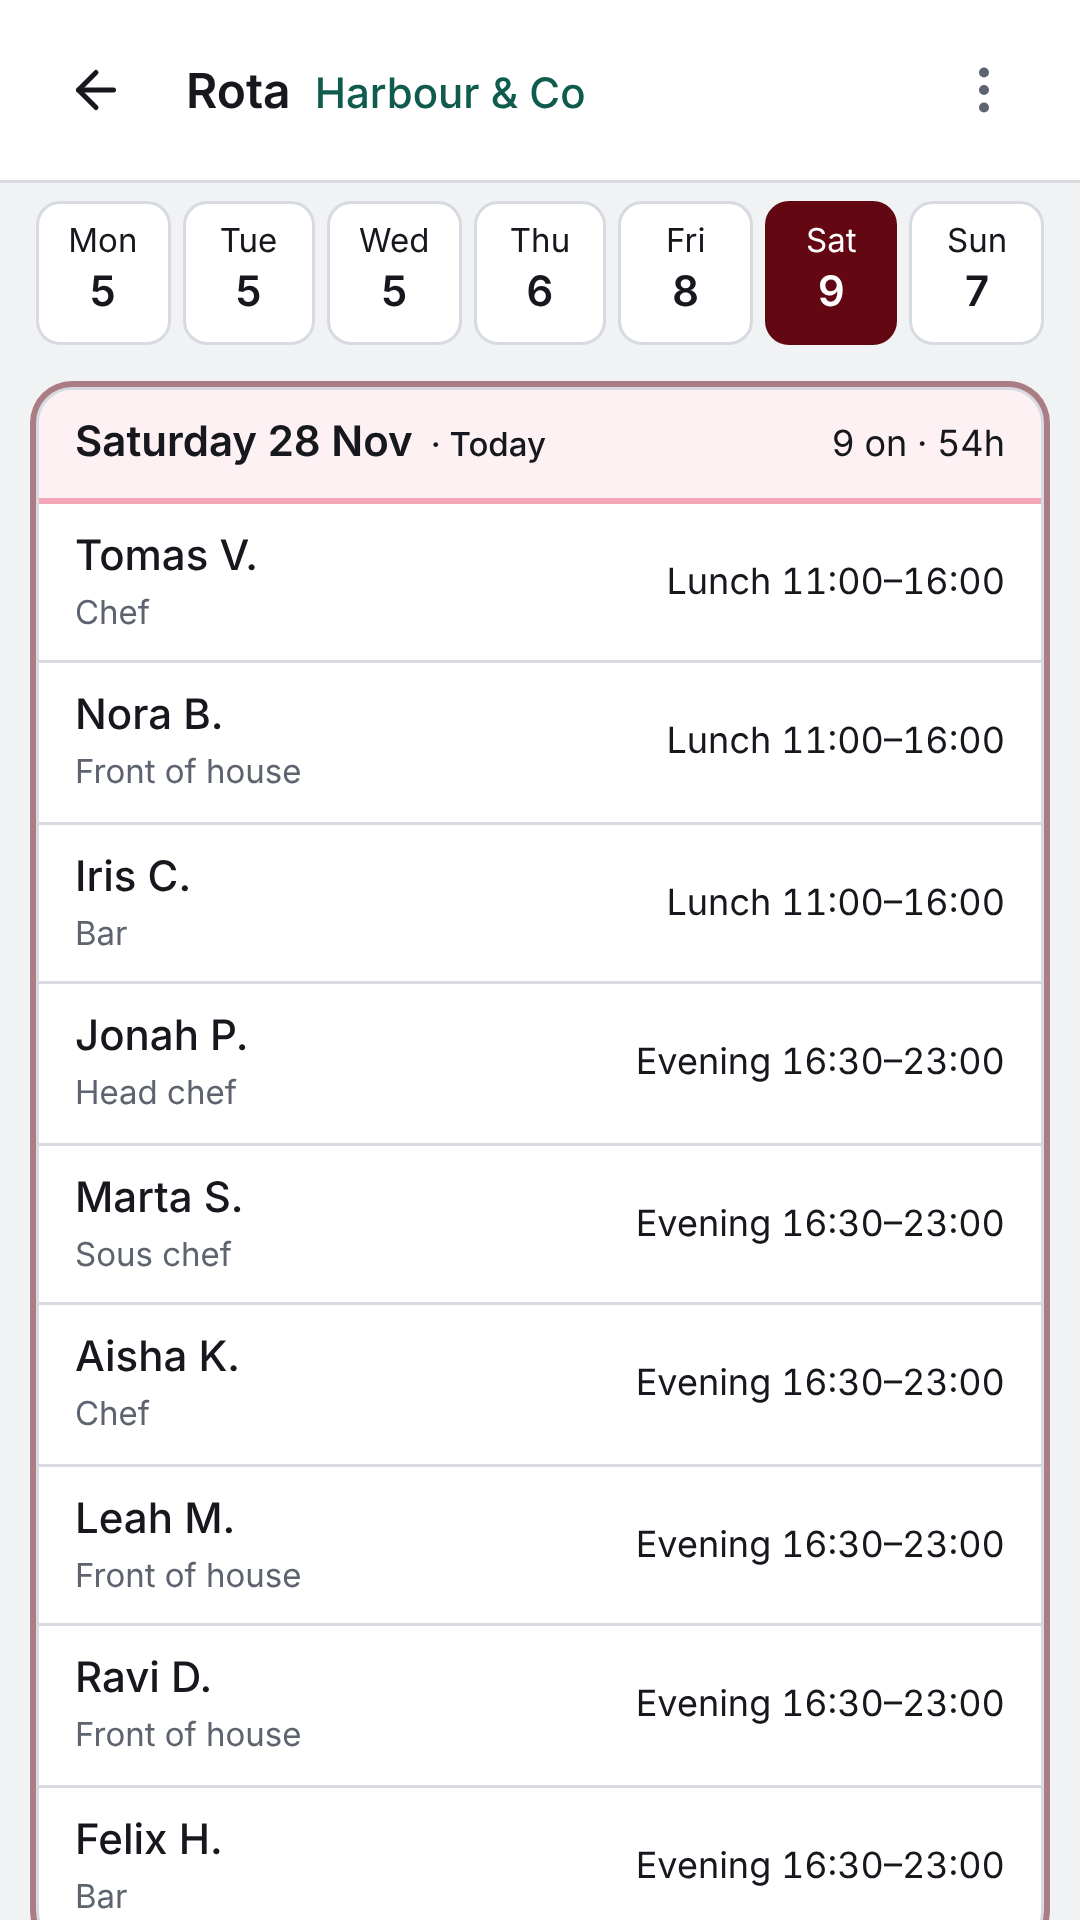 Rota Harbour & Co
Mon Tue Wed Thu Fri Sat Sun
5 5 5 6 8 9 7
Saturday 28 Nov · Today 9 on · 54h
Tomas V.
Chef
Lunch 11:00–16:00
Nora B.
Front of house
Lunch 11:00–16:00
Iris C.
Bar
Lunch 11:00–16:00
Jonah P.
Head chef
Evening 16:30–23:00
Marta S.
Sous chef
Evening 16:30–23:00
Aisha K.
Chef
Evening 16:30–23:00
Leah M.
Front of house
Evening 16:30–23:00
Ravi D.
Front of house
Evening 16:30–23:00
Felix H.
Bar
Evening 16:30–23:00